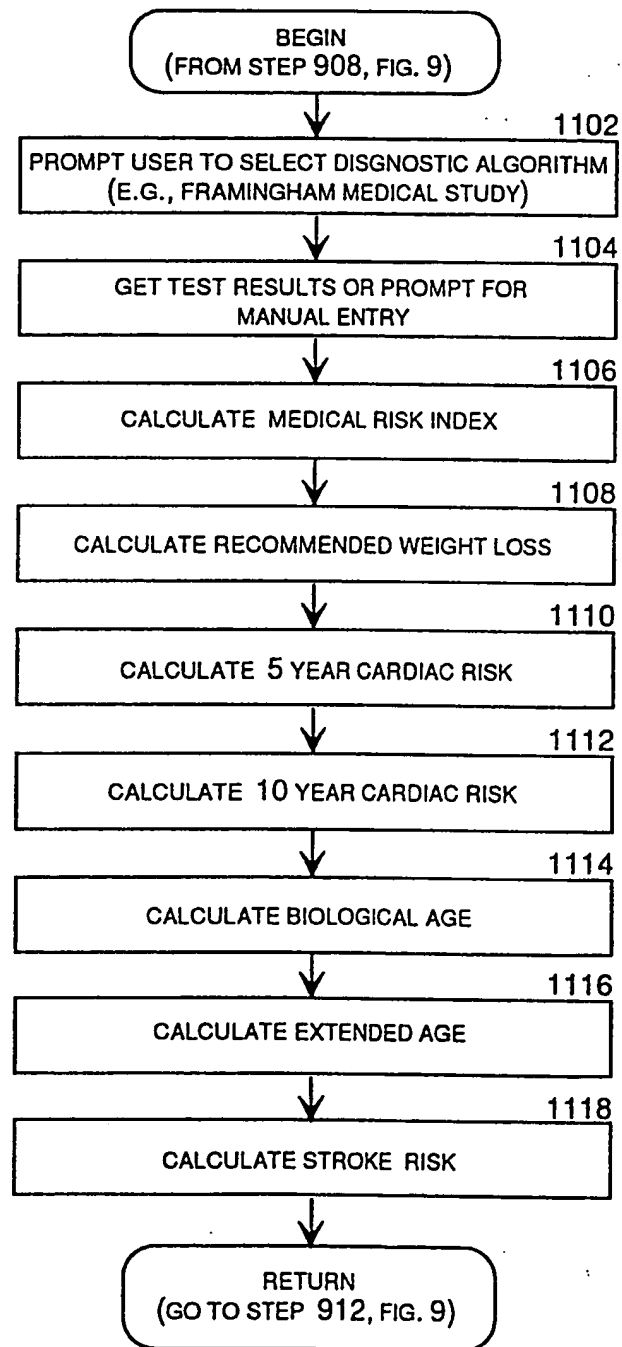 BEGIN
(FROM STEP 908, FIG. 9)
1102
PROMPT USER TO SELECT DISGNOSTIC ALGORITHM
(E.G., FRAMINGHAM MEDICAL STUDY)
1104
GET TEST RESULTS OR PROMPT FOR
MANUAL ENTRY
1106
CALCULATE MEDICAL RISK INDEX
1108
CALCULATE RECOMMENDED WEIGHT LOSS
1110
CALCULATE 5 YEAR CARDIAC RISK
1112
CALCULATE 10 YEAR CARDIAC RISK
1114
CALCULATE BIOLOGICAL AGE
1116
CALCULATE EXTENDED AGE
1118
CALCULATE STROKE RISK
RETURN
(GO TO STEP 912, FIG. 9)